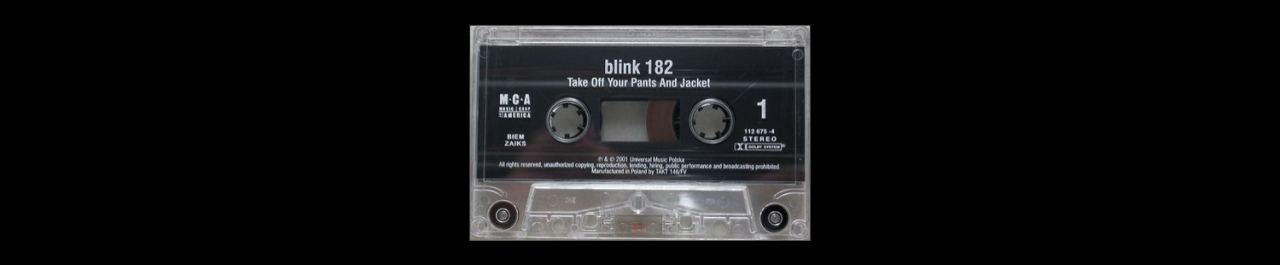 blink 182
Take Off Your Pants And Jacket
M·C·A
MUSIC CORP
OF AMERICA
BIEM
ZAIKS
1
112 675 -4
STEREO
DOLBY SYSTEM
℗ & © 2001 Universal Music Polska
All rights reserved, unauthorized copying, reproduction, lending, hiring, public performance and broadcasting prohibited.
Manufactured in Poland by TAKT 146/IV